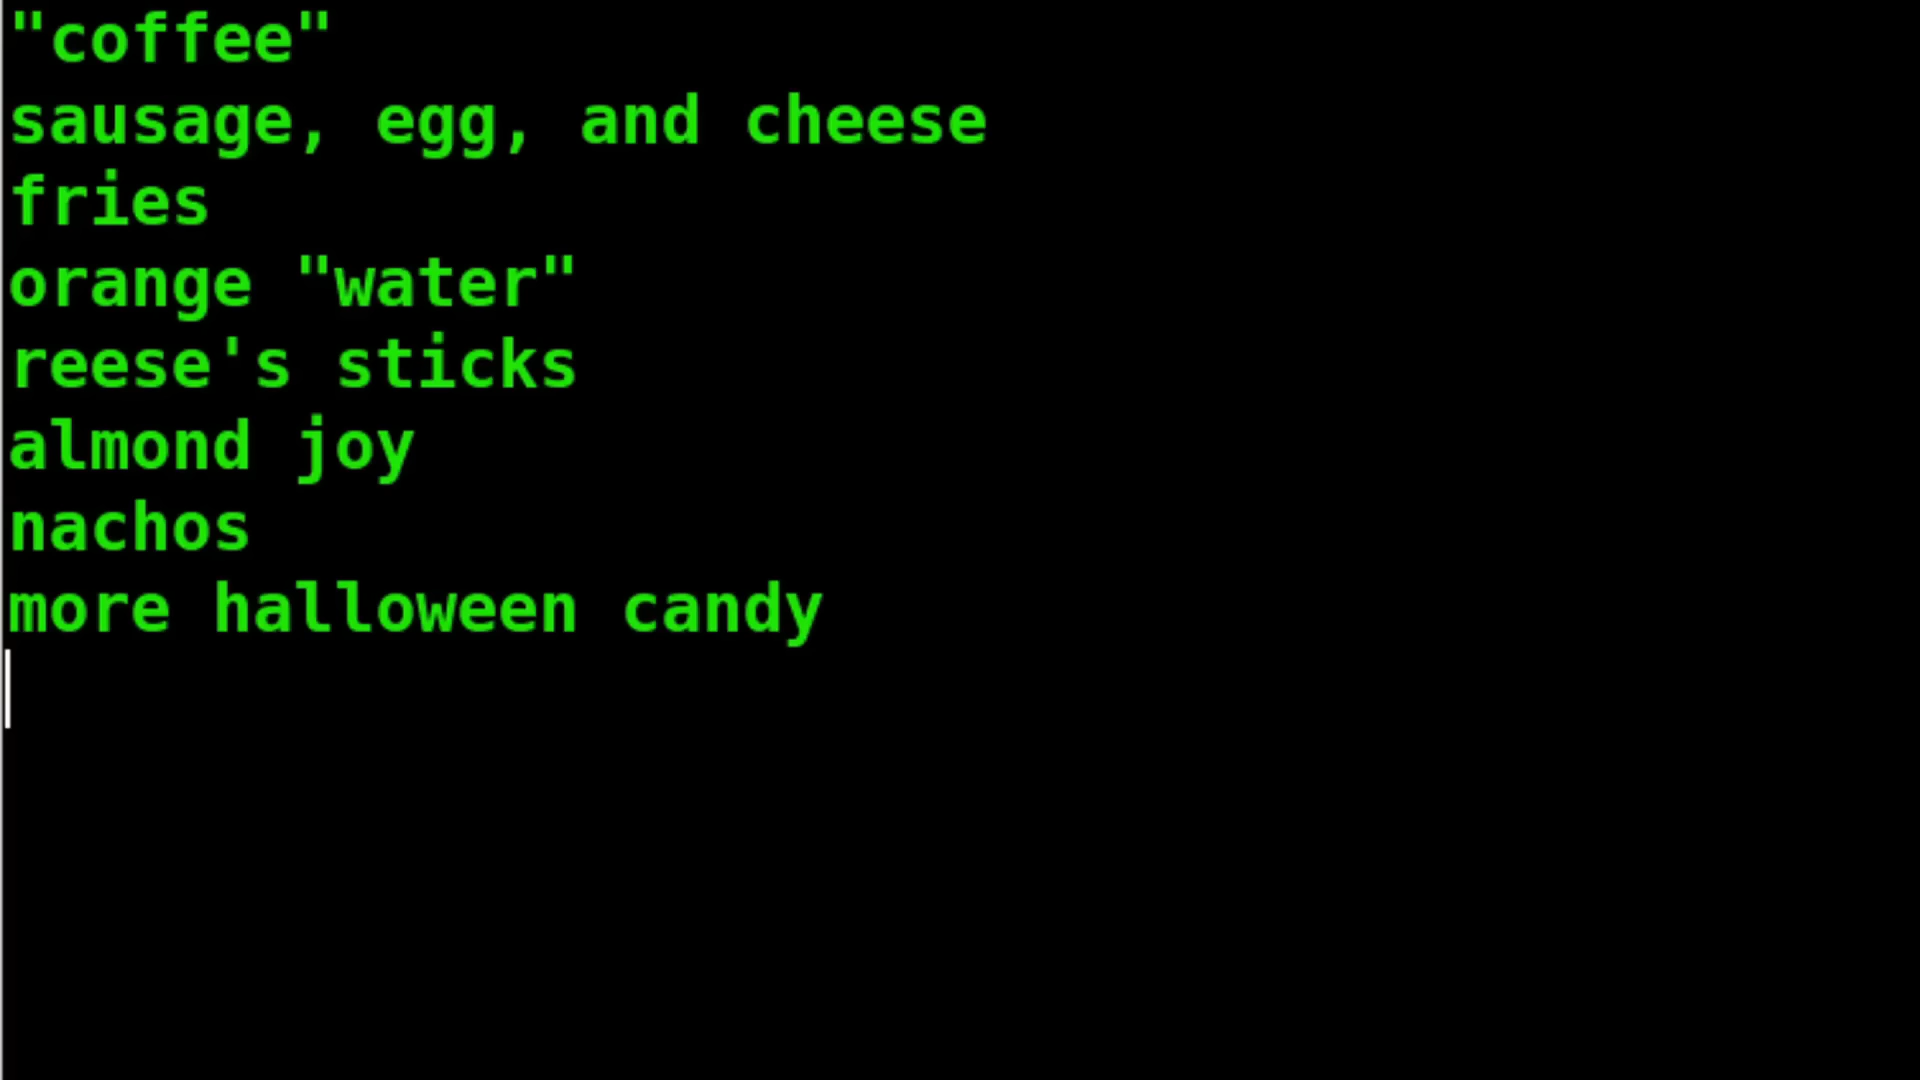 "coffee"
sausage, egg, and cheese
fries
orange "water"
reese's sticks
almond joy
nachos
more halloween candy